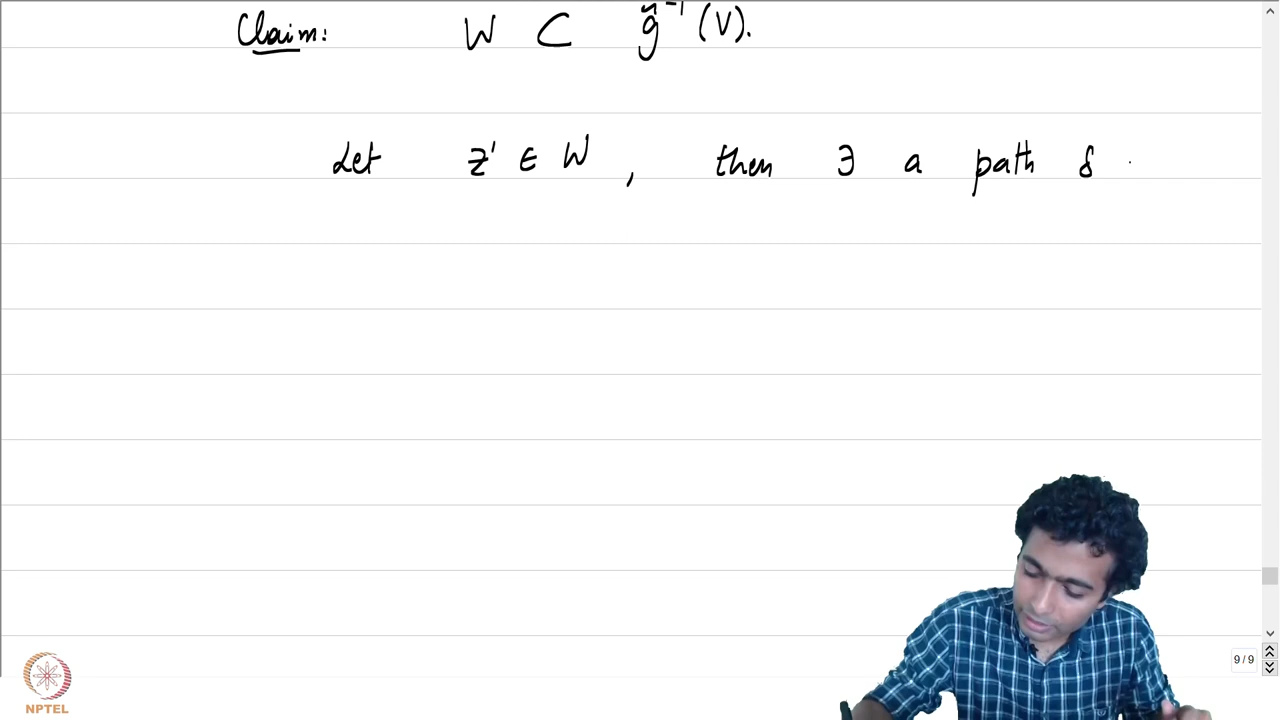 Claim: W ⊂ g̃⁻¹(V).
Let z' ∈ W, then ∃ a path δ
9/9
NPTEL